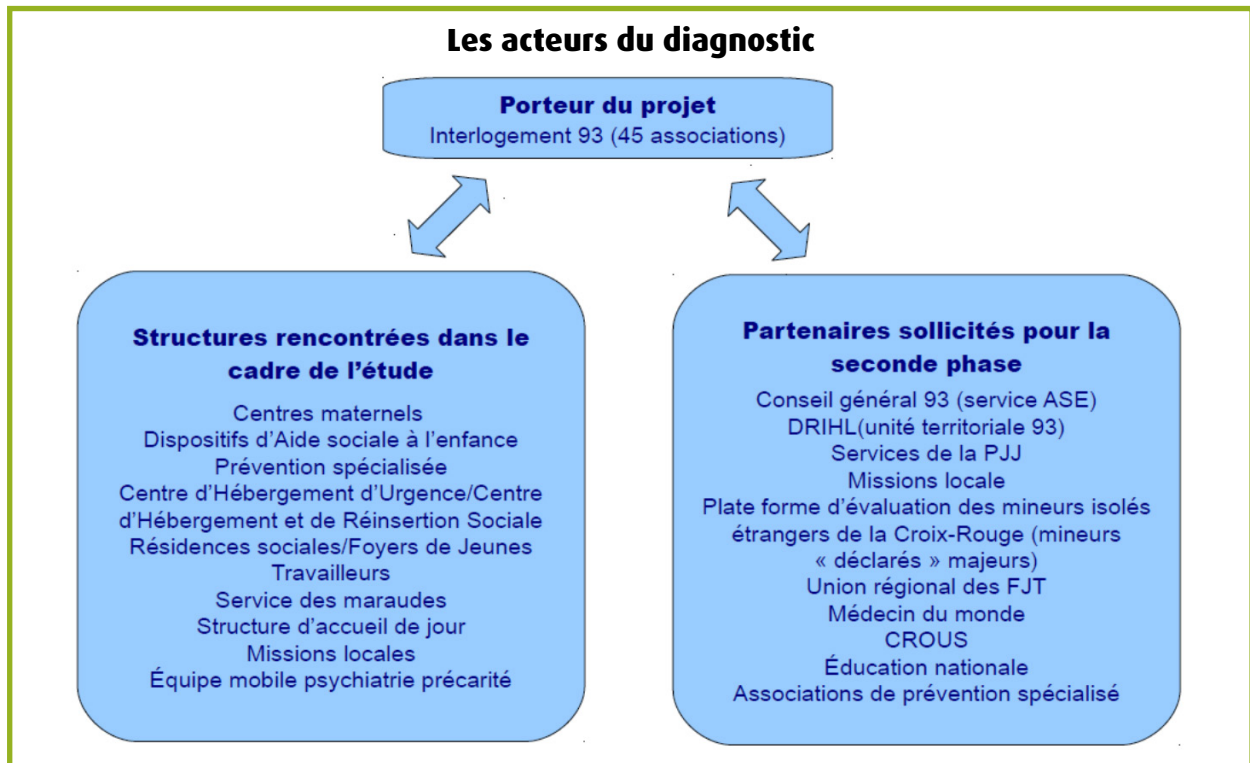 Les acteurs du diagnostic
Porteur du projet
Interlogement 93 (45 associations)
Structures rencontrées dans le
cadre de l'étude
Centres maternels
Dispositifs d'Aide sociale à l'enfance
Prévention spécialisée
Centre d'Hébergement d'Urgence/Centre
d'Hébergement et de Réinsertion Sociale
Résidences sociales/Foyers de Jeunes
Travailleurs
Service des maraudes
Structure d'accueil de jour
Missions locales
Équipe mobile psychiatrie précarité
Partenaires sollicités pour la
seconde phase
Conseil général 93 (service ASE)
DRIHL(unité territoriale 93)
Services de la PJJ
Missions locale
Plate forme d'évaluation des mineurs isolés
étrangers de la Croix-Rouge (mineurs
« déclarés » majeurs)
Union régional des FJT
Médecin du monde
CROUS
Éducation nationale
Associations de prévention spécialisé